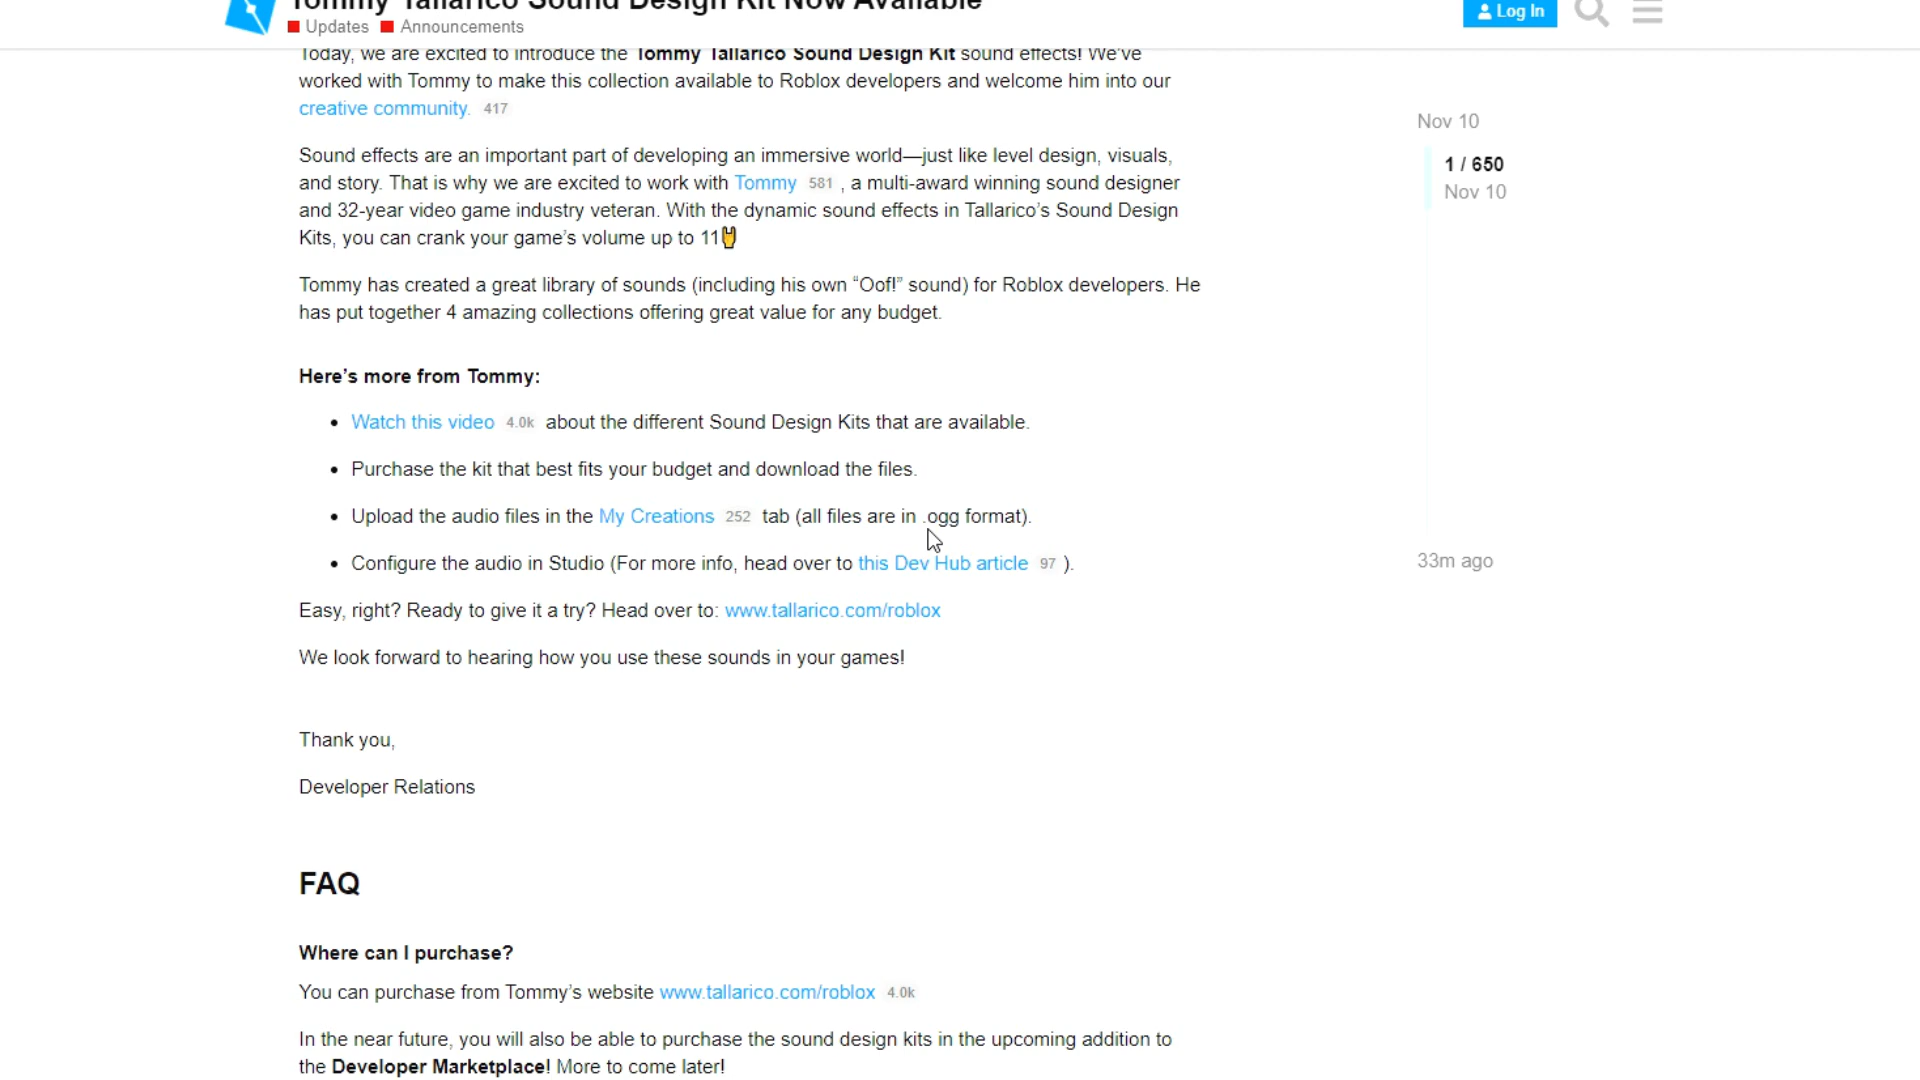 Tommy Tallarico Sound Design Kit Now Available
Log In
Updates Announcements
Today, we are excited to introduce the Tommy Tallarico Sound Design Kit sound effects! We've
worked with Tommy to make this collection available to Roblox developers and welcome him into our
creative community. 417
Sound effects are an important part of developing an immersive world—just like level design, visuals,
and story. That is why we are excited to work with Tommy 581 , a multi-award winning sound designer
and 32-year video game industry veteran. With the dynamic sound effects in Tallarico's Sound Design
Kits, you can crank your game's volume up to 11🤘
Tommy has created a great library of sounds (including his own “Oof!” sound) for Roblox developers. He
has put together 4 amazing collections offering great value for any budget.
Here's more from Tommy:
• Watch this video 4.0k about the different Sound Design Kits that are available.
• Purchase the kit that best fits your budget and download the files.
• Upload the audio files in the My Creations 252 tab (all files are in .ogg format).
• Configure the audio in Studio (For more info, head over to this Dev Hub article 97 ).
Easy, right? Ready to give it a try? Head over to: www.tallarico.com/roblox
We look forward to hearing how you use these sounds in your games!
Thank you,
Developer Relations
FAQ
Where can I purchase?
You can purchase from Tommy's website www.tallarico.com/roblox 4.0k
In the near future, you will also be able to purchase the sound design kits in the upcoming addition to
the Developer Marketplace! More to come later!
Nov 10
1 / 650
Nov 10
33m ago